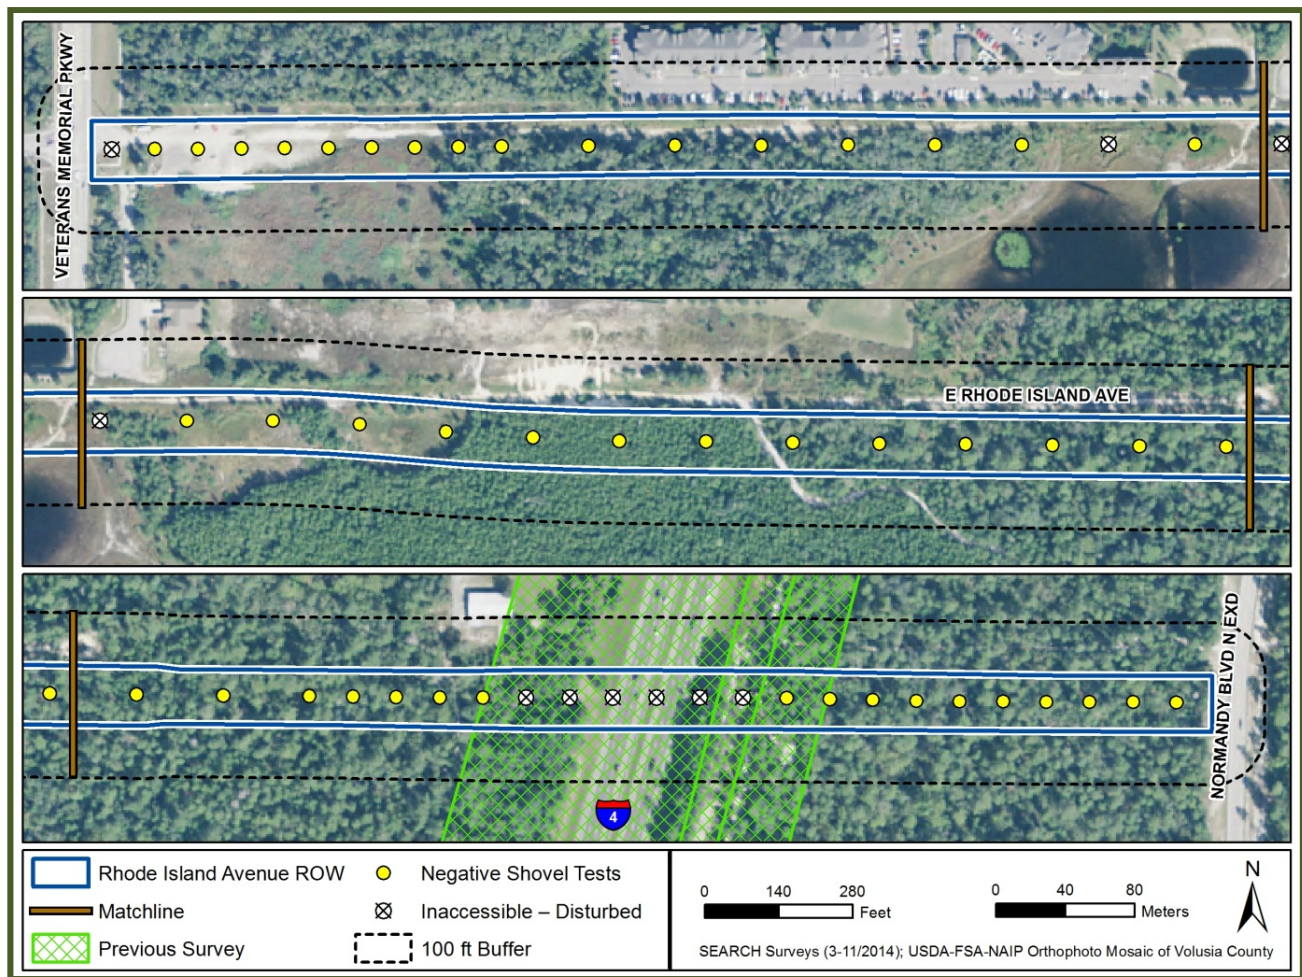 VETERANS MEMORIAL PKWY
E RHODE ISLAND AVE
NORMANDY BLVD N EXD
4
Rhode Island Avenue ROW
Negative Shovel Tests
Matchline
Inaccessible – Disturbed
Previous Survey
100 ft Buffer
0 140 280
Feet
0 40 80
Meters
N
SEARCH Surveys (3-11/2014); USDA-FSA-NAIP Orthophoto Mosaic of Volusia County